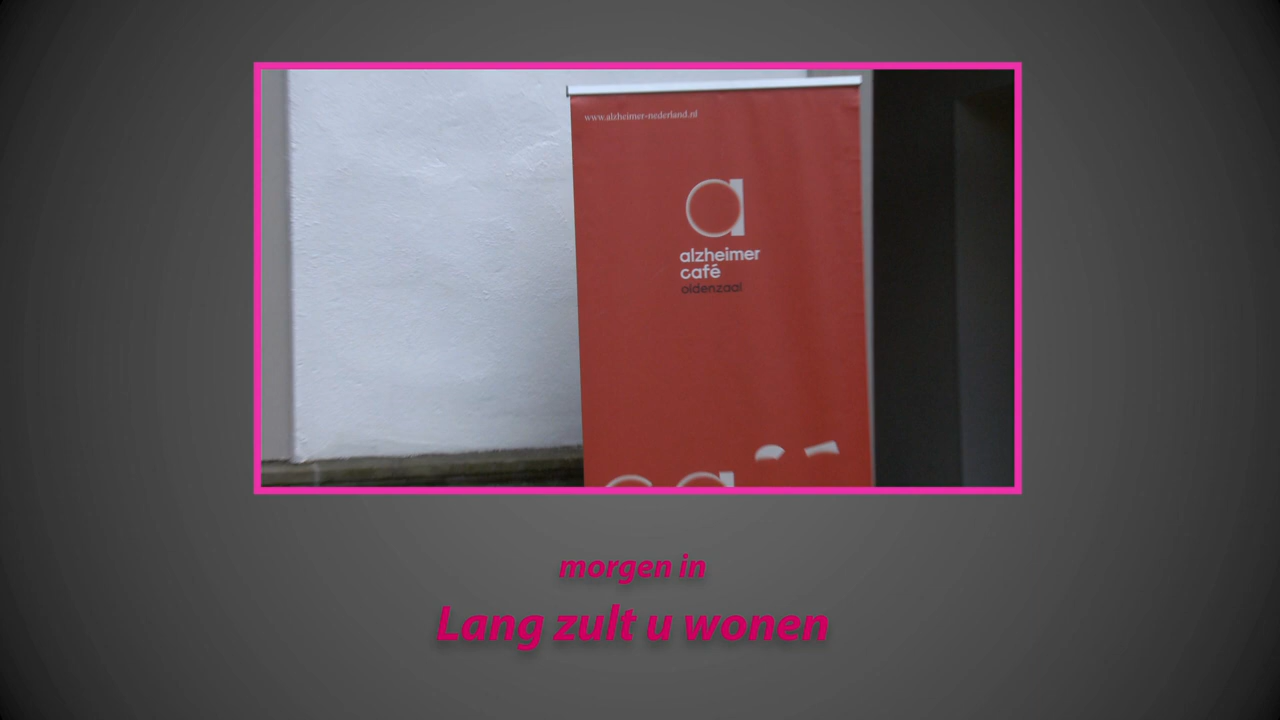 www.alzheimer-nederland.nl
a
alzheimer
café
oldenzaal
morgen in
Lang zult u wonen